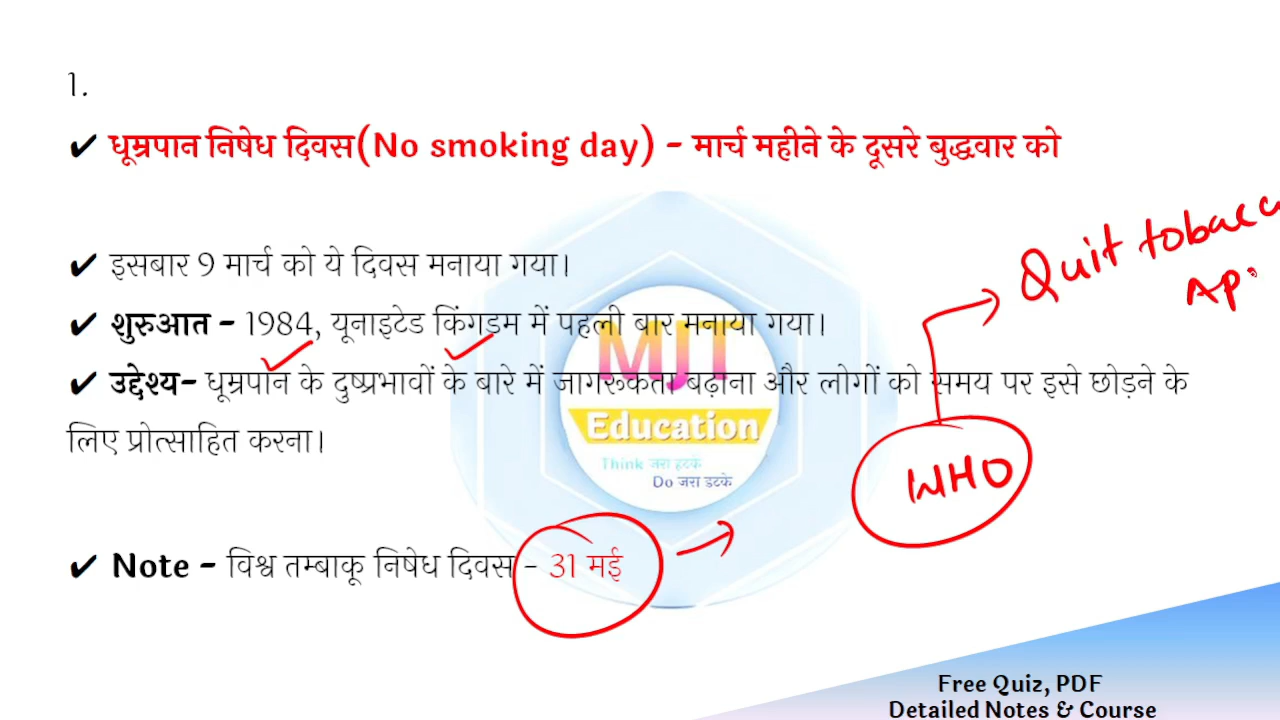 1.
✔ धूम्रपान निषेध दिवस(No smoking day) - मार्च महीने के दूसरे बुद्धवार को
✔ इसबार 9 मार्च को ये दिवस मनाया गया।
Quit tobacc
Ap
✔ शुरुआत - 1984, यूनाइटेड किंगडम में पहली बार मनाया गया।
✔ उद्देश्य- धूम्रपान के दुष्प्रभावों के बारे में जागरूकता बढ़ाना और लोगों को समय पर इसे छोड़ने के
लिए प्रोत्साहित करना।
MJT
Education
Think जरा हटके
Do जरा डटके
WHO
✔ Note - विश्व तम्बाकू निषेध दिवस - 31 मई
Free Quiz, PDF
Detailed Notes & Course